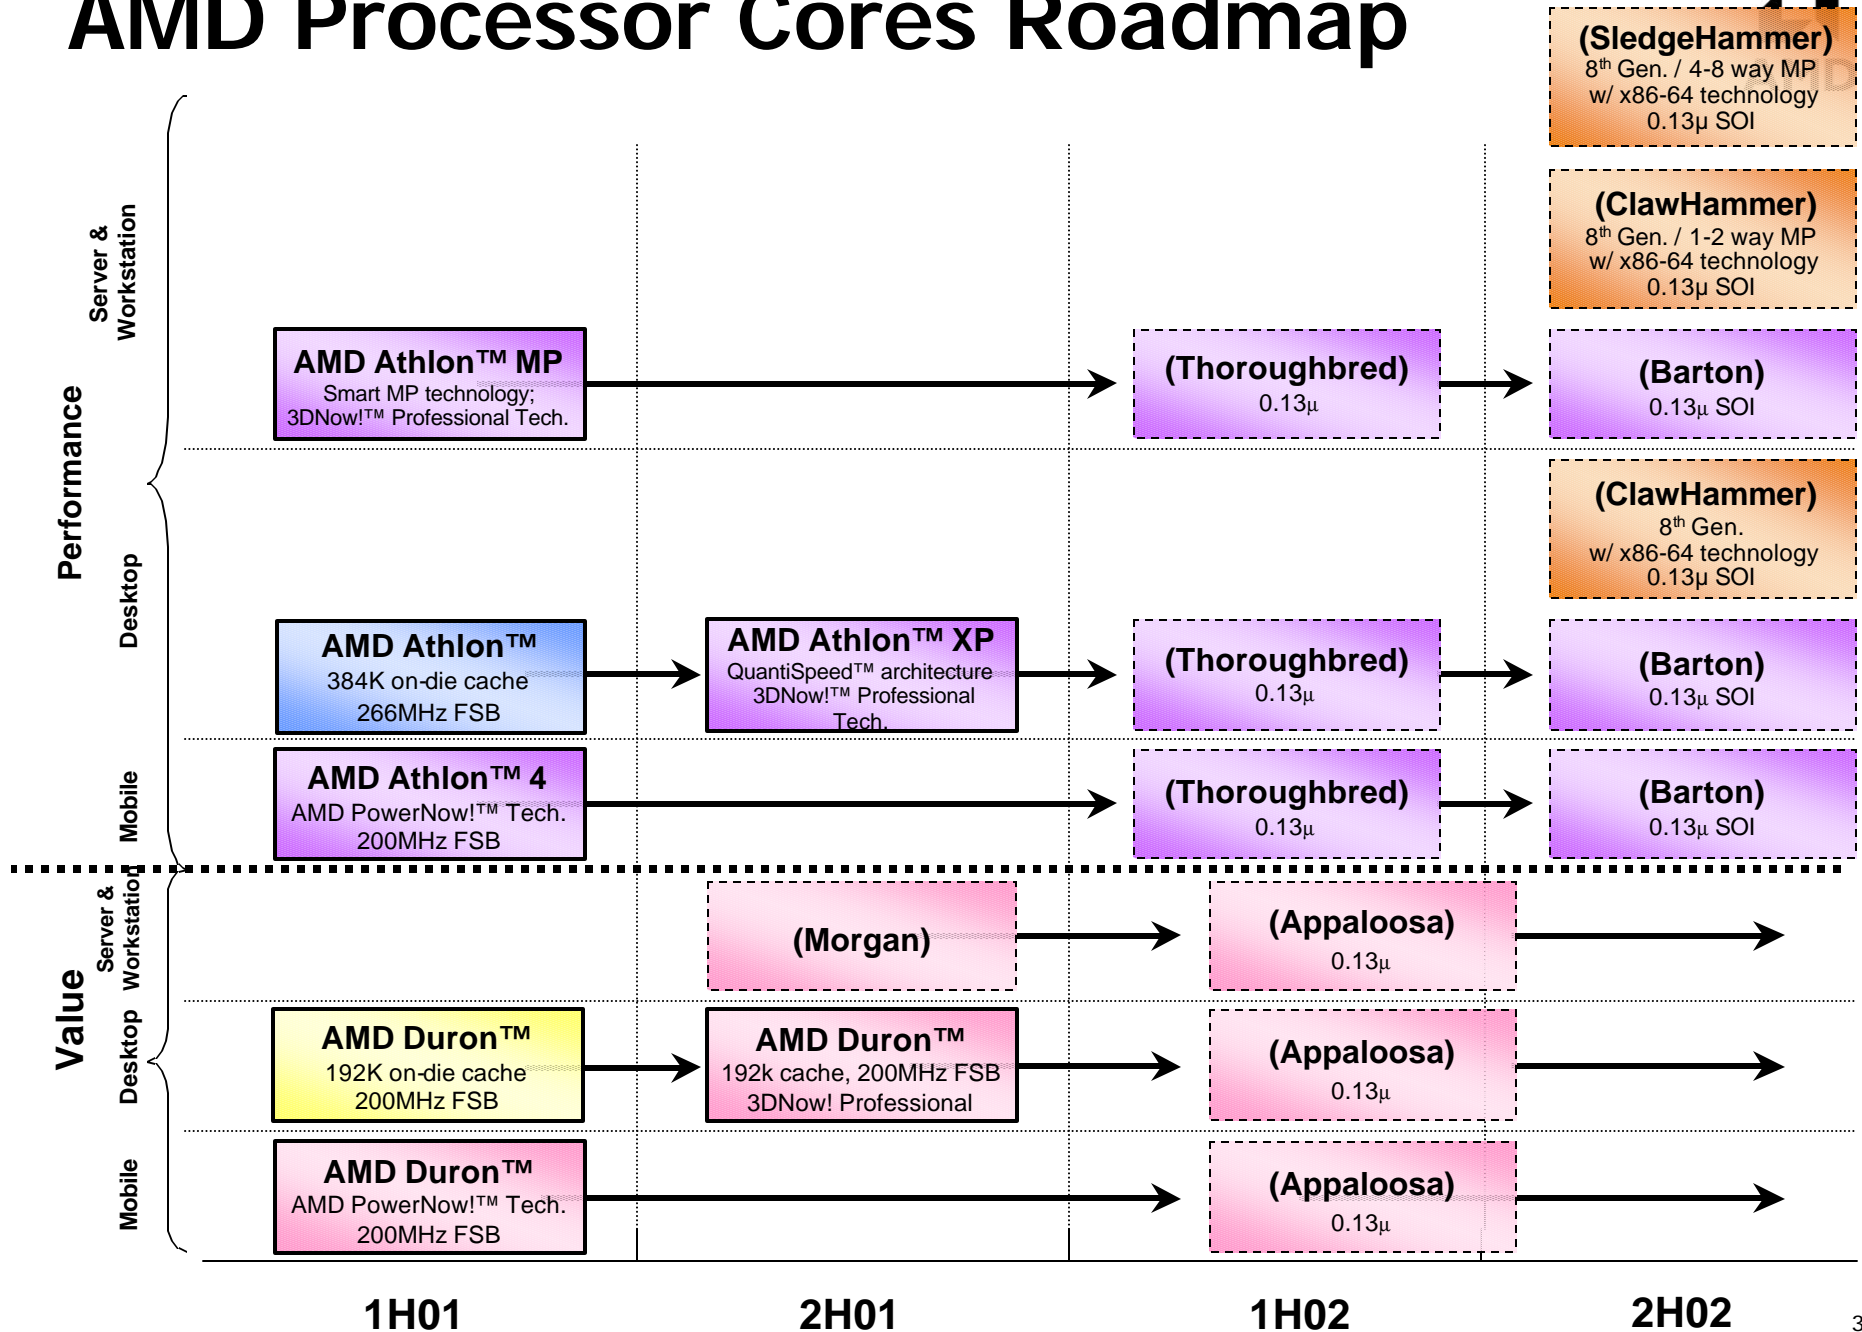 AMD Processor Cores Roadmap
AMD
(SledgeHammer)
8th Gen. / 4-8 way MP
w/ x86-64 technology
0.13µ SOI
(ClawHammer)
8th Gen. / 1-2 way MP
w/ x86-64 technology
0.13µ SOI
Performance
Server &
Workstation
AMD Athlon™ MP
Smart MP technology;
3DNow!™ Professional Tech.
(Thoroughbred)
0.13µ
(Barton)
0.13µ SOI
Desktop
(ClawHammer)
8th Gen.
w/ x86-64 technology
0.13µ SOI
AMD Athlon™
384K on-die cache
266MHz FSB
AMD Athlon™ XP
QuantiSpeed™ architecture
3DNow!™ Professional
Tech.
(Thoroughbred)
0.13µ
(Barton)
0.13µ SOI
Mobile
AMD Athlon™ 4
AMD PowerNow!™ Tech.
200MHz FSB
(Thoroughbred)
0.13µ
(Barton)
0.13µ SOI
Value
Server &
Workstation
(Morgan)
(Appaloosa)
0.13µ
Desktop
AMD Duron™
192K on-die cache
200MHz FSB
AMD Duron™
192k cache, 200MHz FSB
3DNow! Professional
(Appaloosa)
0.13µ
Mobile
AMD Duron™
AMD PowerNow!™ Tech.
200MHz FSB
(Appaloosa)
0.13µ
1H01
2H01
1H02
2H02
3